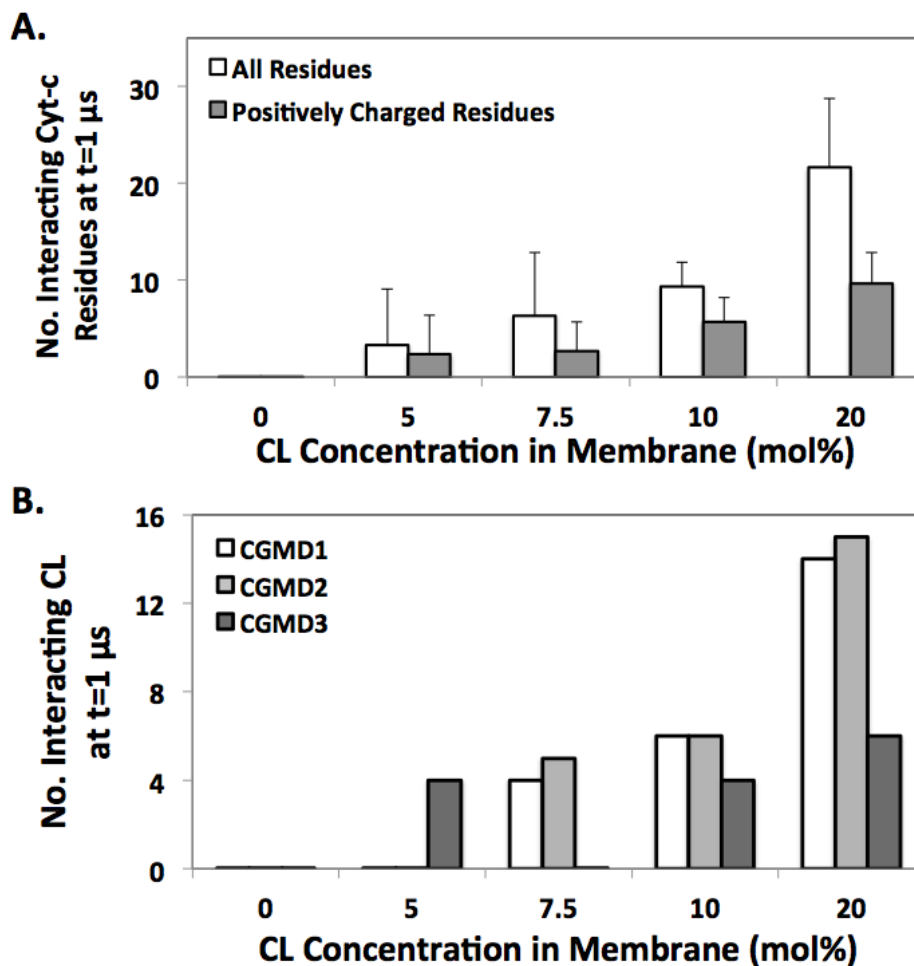 A.
No. Interacting Cyt-c
Residues at t=1 µs
30
20
10
0
All Residues
Positively Charged Residues
0 5 7.5 10 20
CL Concentration in Membrane (mol%)
B.
No. Interacting CL
at t=1 µs
16
12
8
4
0
CGMD1
CGMD2
CGMD3
0 5 7.5 10 20
CL Concentration in Membrane (mol%)